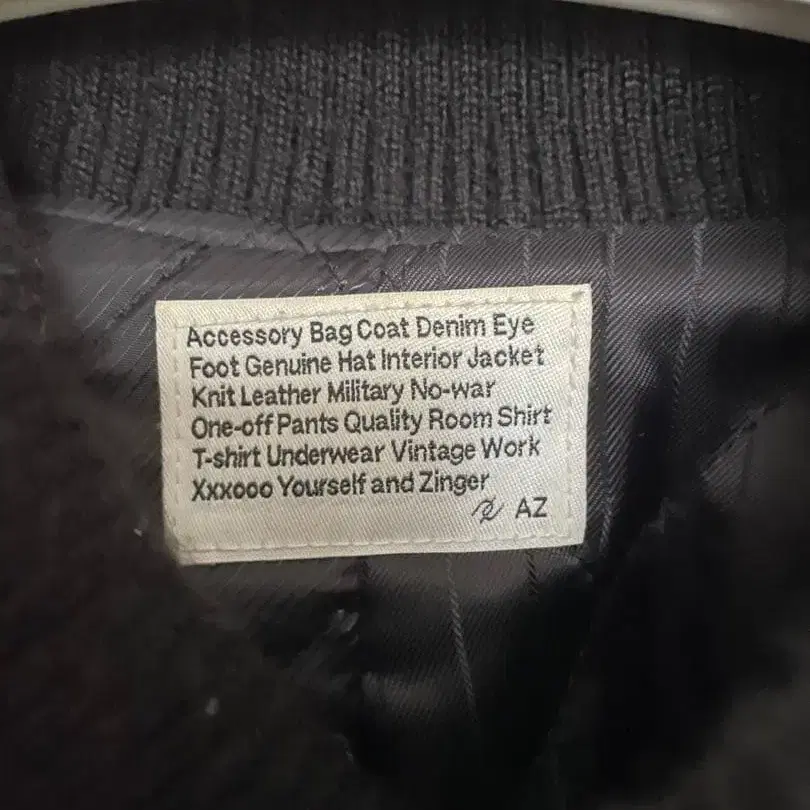 Accessory Bag Coat Denim Eye
Foot Genuine Hat Interior Jacket
Knit Leather Military No-war
One-off Pants Quality Room Shirt
T-shirt Underwear Vintage Work
Xxxooo Yourself and Zinger
AZ